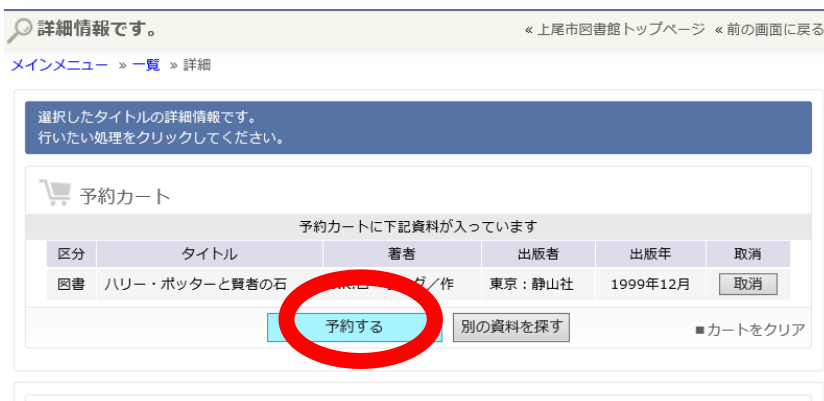 詳細情報です。
« 上尾市図書館トップページ « 前の画面に戻る
メインメニュー » 一覧 » 詳細
選択したタイトルの詳細情報です。
行いたい処理をクリックしてください。
予約カート
予約カートに下記資料が入っています
区分 タイトル 著者 出版者 出版年 取消
図書 ハリー・ポッターと賢者の石 グ／作 東京：静山社 1999年12月 取消
予約する 別の資料を探す ■カートをクリア